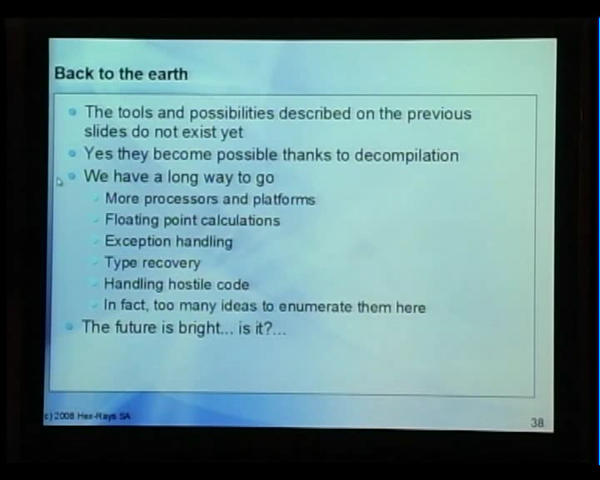 Back to the earth
The tools and possibilities described on the previous
slides do not exist yet
Yes they become possible thanks to decompilation
We have a long way to go
More processors and platforms
Floating point calculations
Exception handling
Type recovery
Handling hostile code
In fact, too many ideas to enumerate them here
The future is bright... is it?...
c) 2008 Hex-Rays SA
38